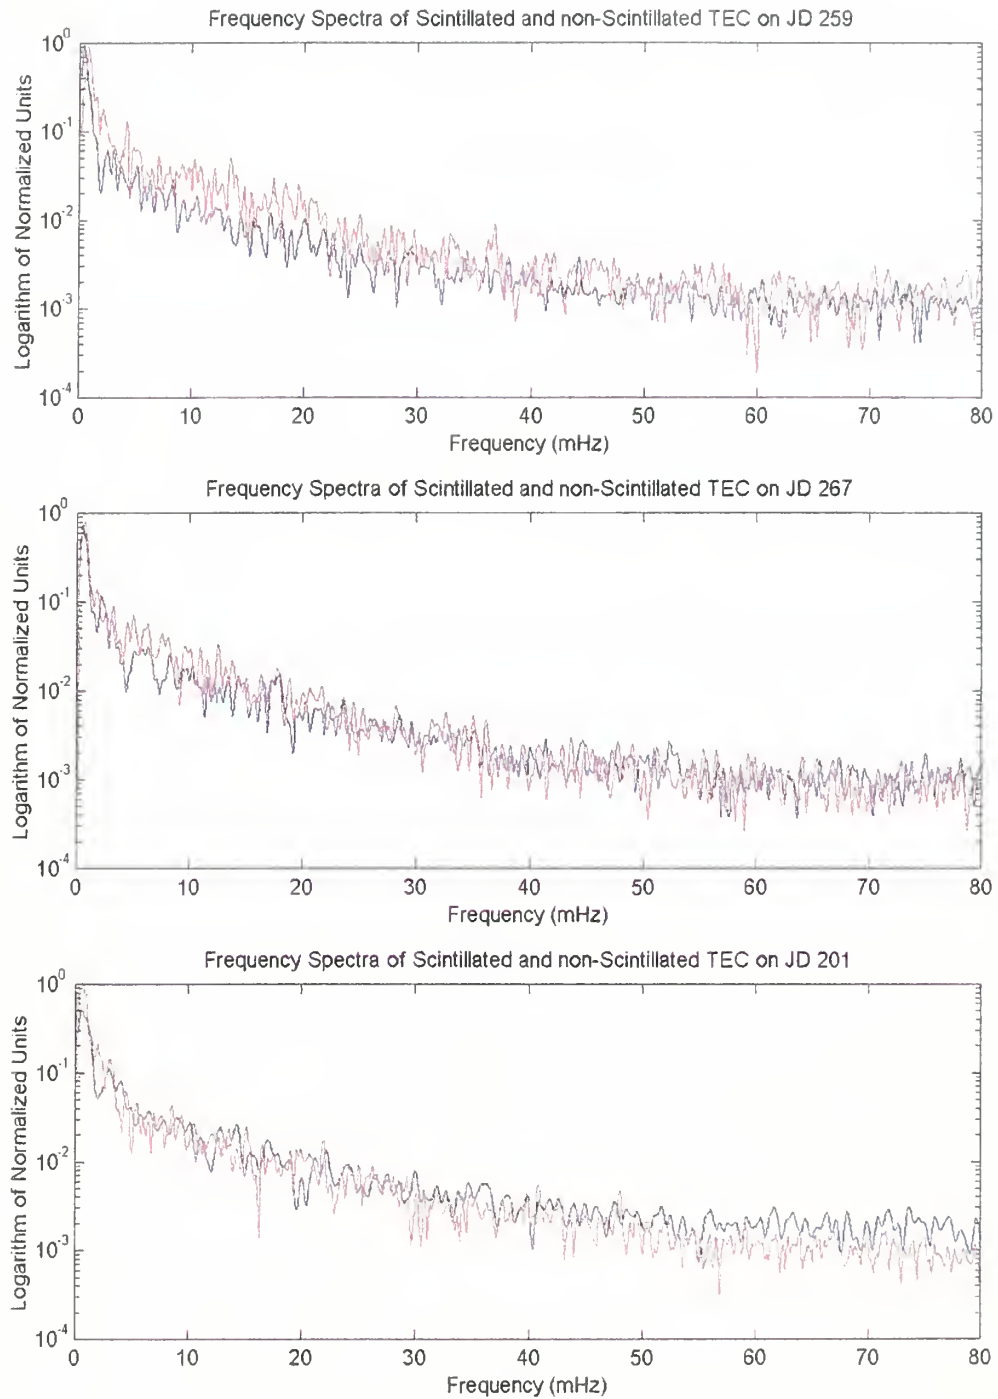 Frequency Spectra of Scintillated and non-Scintillated TEC on JD 259
Logarithm of Normalized Units
10^0
10^-1
10^-2
10^-3
10^-4
0 10 20 30 40 50 60 70 80
Frequency (mHz)
Frequency Spectra of Scintillated and non-Scintillated TEC on JD 267
Logarithm of Normalized Units
10^0
10^-1
10^-2
10^-3
10^-4
0 10 20 30 40 50 60 70 80
Frequency (mHz)
Frequency Spectra of Scintillated and non-Scintillated TEC on JD 201
Logarithm of Normalized Units
10^0
10^-1
10^-2
10^-3
10^-4
0 10 20 30 40 50 60 70 80
Frequency (mHz)